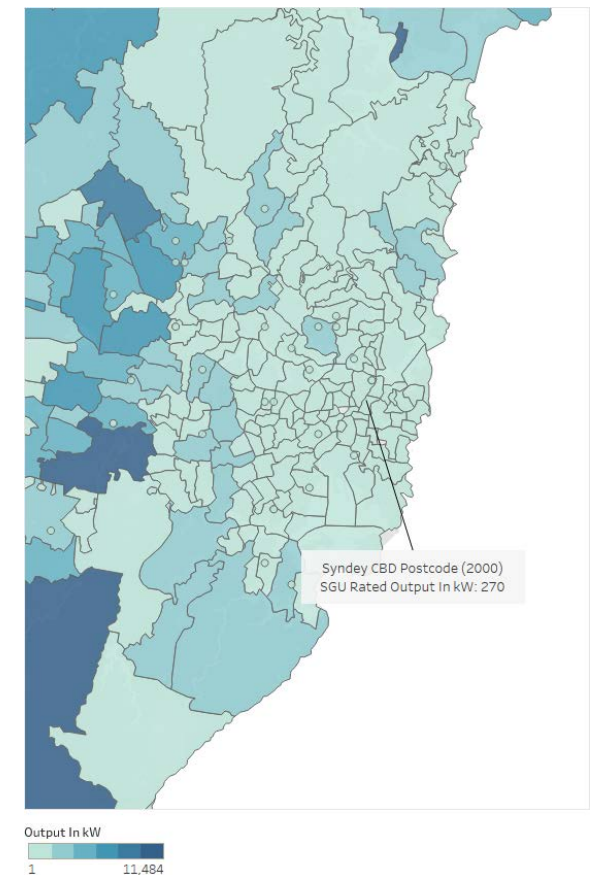 Syndey CBD Postcode (2000)
SGU Rated Output In kW: 270
Output In kW
1 11,484